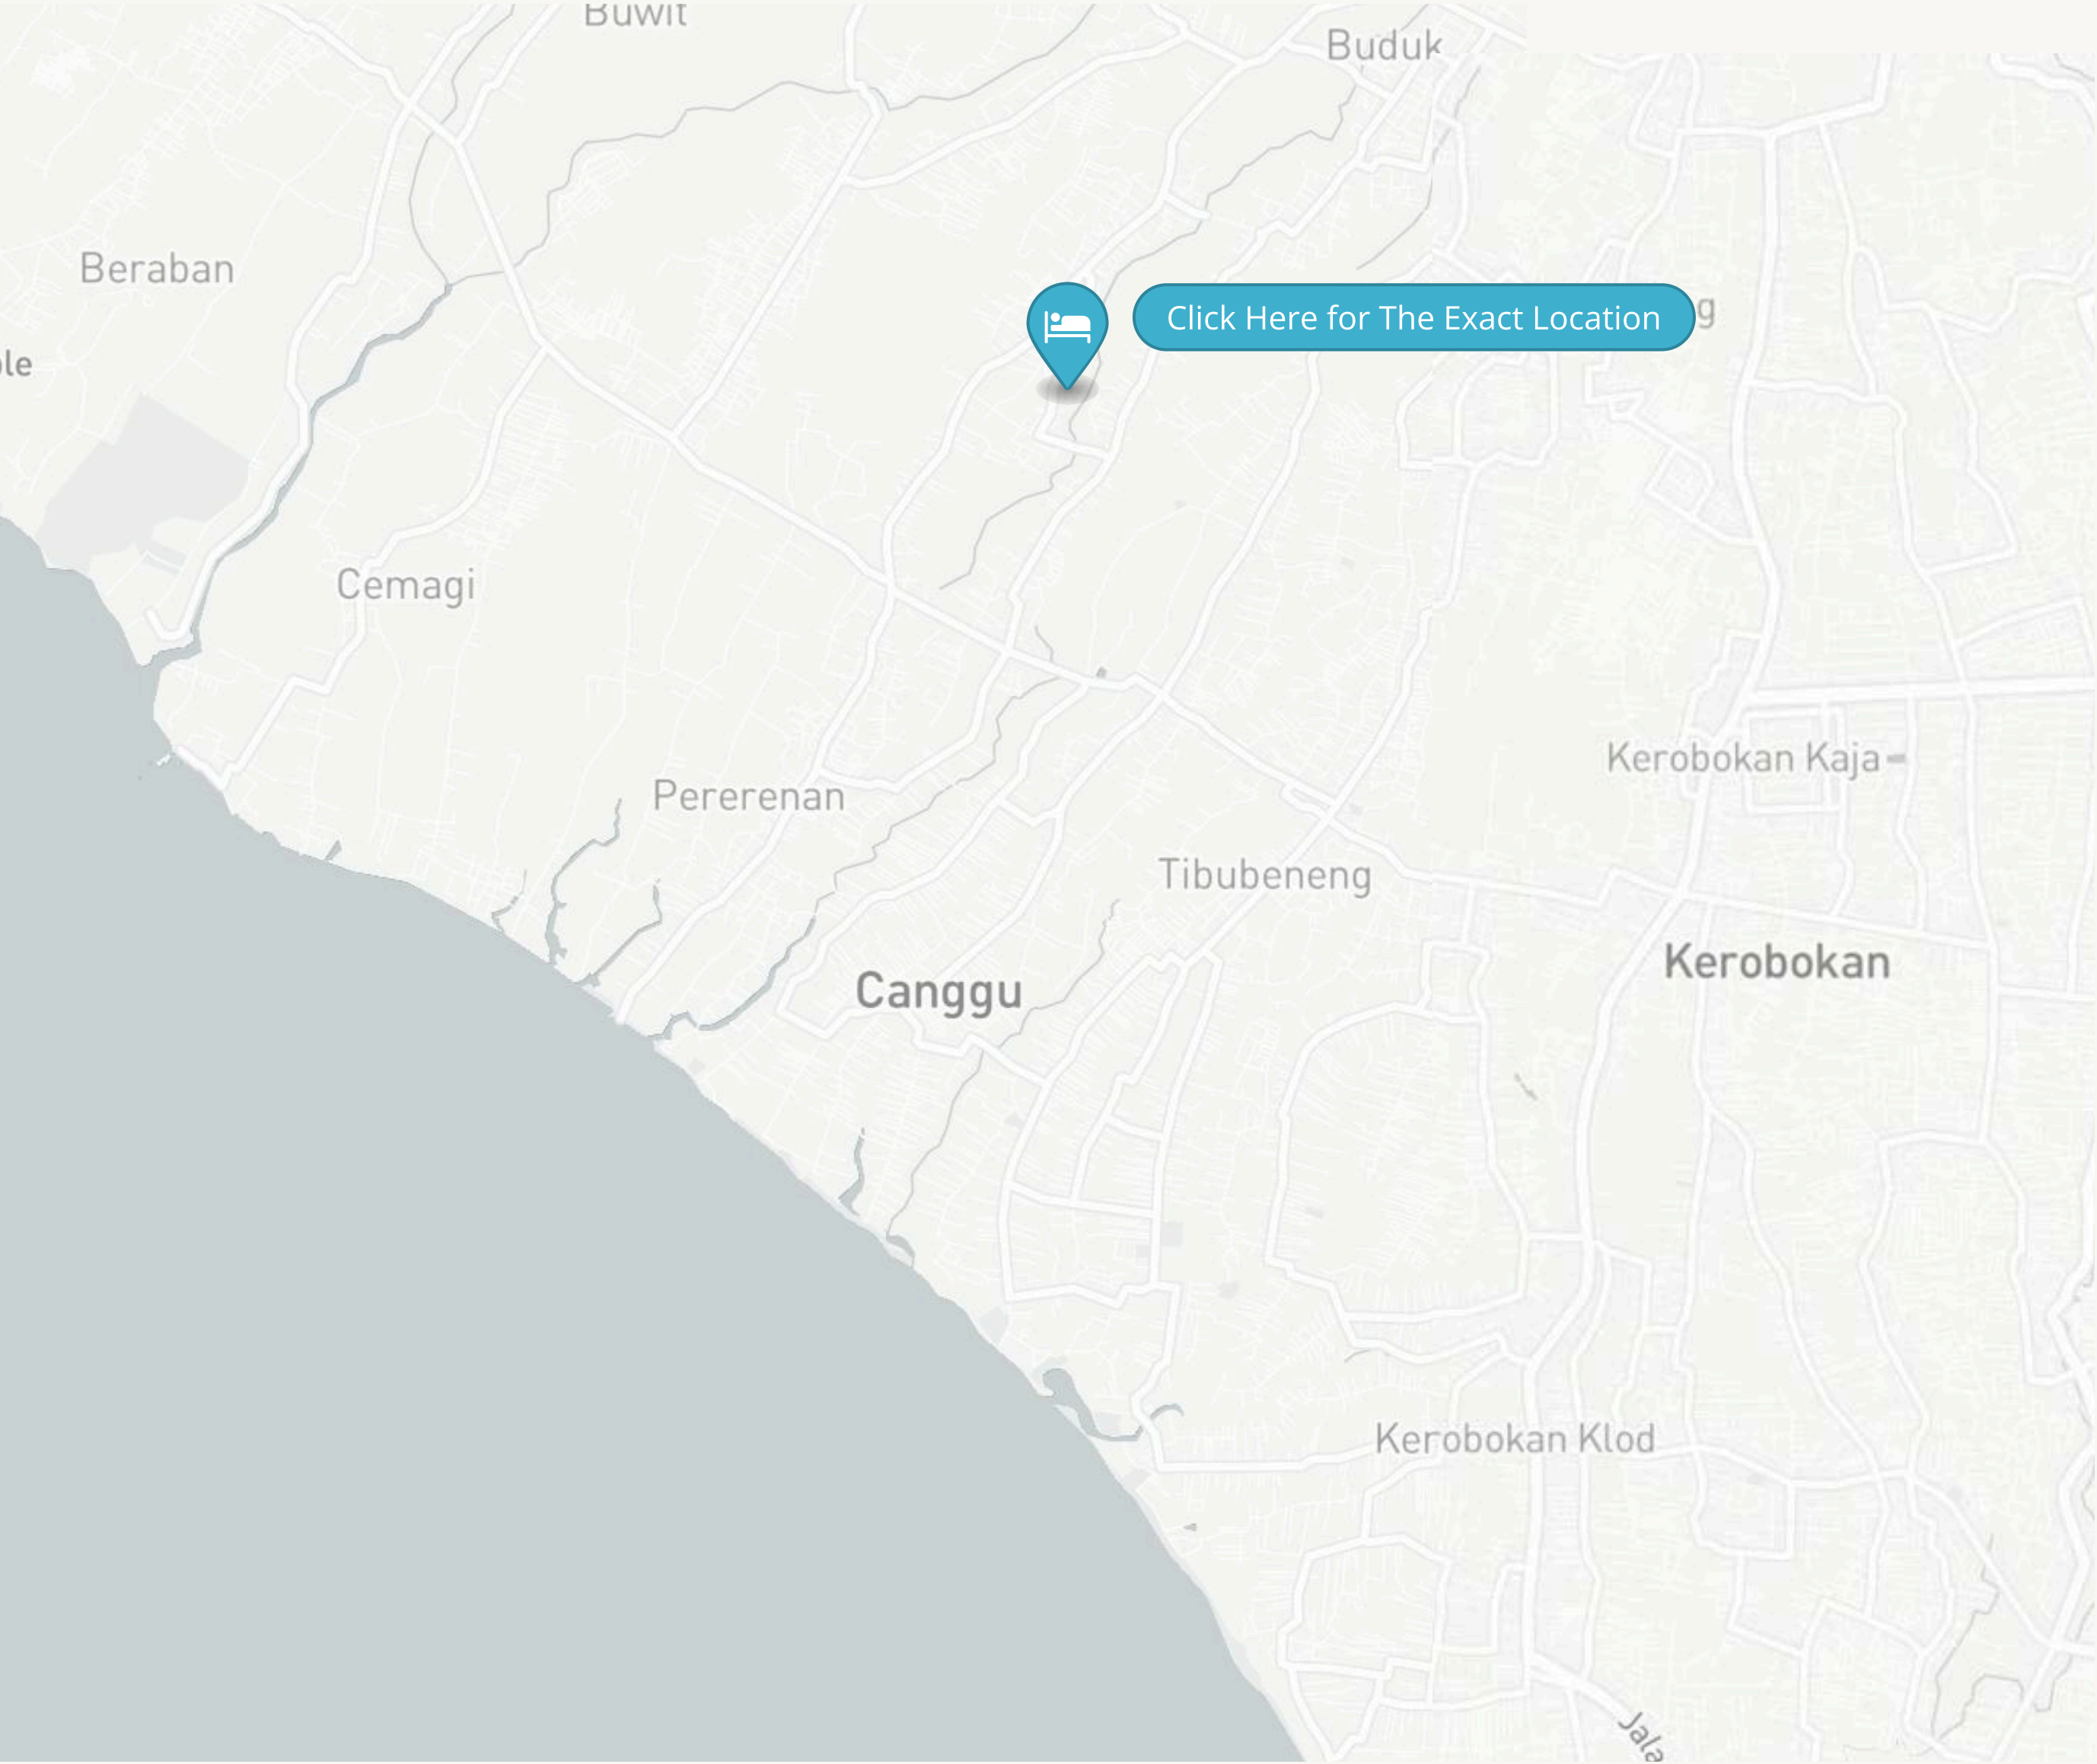 Buwit
Buduk
Beraban
Click Here for The Exact Location
Cemagi
Kerobokan Kaja
Pererenan
Tibubeneng
Kerobokan
Canggu
Kerobokan Klod